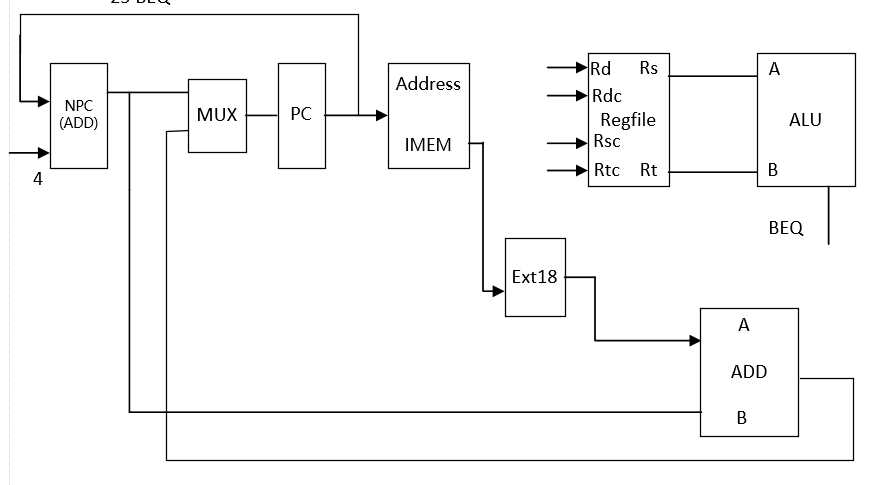 NPC
(ADD)
4
MUX
PC
Address
IMEM
Rd Rs
Rdc
Regfile
Rsc
Rtc Rt
A
ALU
B
BEQ
Ext18
A
ADD
B